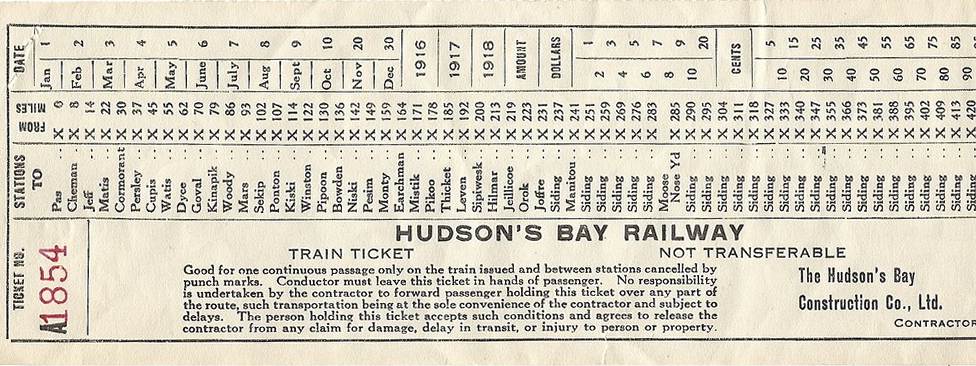 DATE
1 2 3 4 5 6 7 8 9 10 20 30
Jan Feb Mar Apr May June July Aug Sept Oct Nov Dec
1916 1917 1918
AMOUNT
DOLLARS
1 3 5 7 9 20
2 4 6 8 10
CENTS
5 15 25 35 45 55 65 75 85
10 20 30 40 50 60 70 80 90
STATIONS TO FROM MILES
Pas .. X 6
Cheman .. X 8
Jeff .. X 14
Matis .. X 22
Cormorant X 30
Persley .. X 37
Cupis .. X 45
Watis .. X 55
Dyce .. X 62
Goval .. X 70
Kinapik .. X 79
Woody .. X 86
Mars .. X 93
Sekip .. X 102
Ponton .. X 107
Kiski .. X 114
Winston .. X 122
Pipoon .. X 130
Bowden .. X 136
Niski .. X 142
Pesim .. X 149
Monty .. X 159
Earchman X 164
Mistik .. X 171
Pikoo .. X 178
Thicket .. X 185
Leven .. X 192
Sipiwesk .. X 200
Hilmar .. X 213
Jellicoe .. X 219
Orok .. X 223
Joffre .. X 231
Siding .. X 237
Manitou .. X 241
Siding .. X 251
Siding .. X 259
Siding .. X 269
Siding .. X 276
Siding .. X 283
Moose
Nose Yd X 285
Siding .. X 290
Siding .. X 295
Siding .. X 304
Siding .. X 311
Siding .. X 318
Siding .. X 327
Siding .. X 333
Siding .. X 340
Siding .. X 347
Siding .. X 355
Siding .. X 366
Siding .. X 373
Siding .. X 381
Siding .. X 388
Siding .. X 395
Siding .. X 402
Siding .. X 409
Siding .. X 413
Siding .. X
TICKET NO.
A1854
HUDSON'S BAY RAILWAY
TRAIN TICKET NOT TRANSFERABLE
Good for one continuous passage only on the train issued and between stations cancelled by
punch marks. Conductor must leave this ticket in hands of passenger. No responsibility
is undertaken by the contractor to forward passenger holding this ticket over any part of
the route, such transportation being at the sole convenience of the contractor and subject to
delays. The person holding this ticket accepts such conditions and agrees to release the
contractor from any claim for damage, delay in transit, or injury to person or property.
The Hudson's Bay
Construction Co., Ltd.
CONTRACTOR